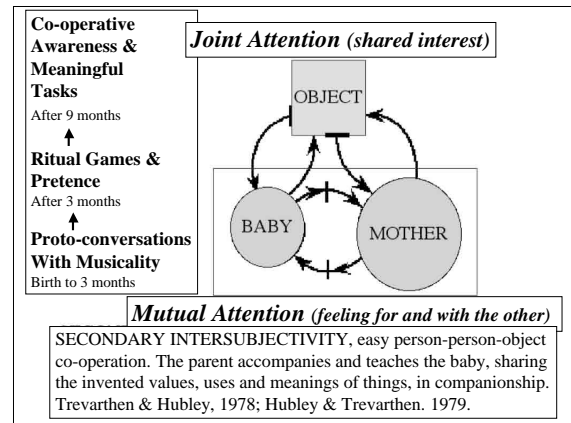 Co-operative
Awareness &
Meaningful
Tasks
After 9 months
Ritual Games &
Pretence
After 3 months
Proto-conversations
With Musicality
Birth to 3 months
Joint Attention (shared interest)
OBJECT
BABY
MOTHER
Mutual Attention (feeling for and with the other)
SECONDARY INTERSUBJECTIVITY, easy person-person-object
co-operation. The parent accompanies and teaches the baby, sharing
the invented values, uses and meanings of things, in companionship.
Trevarthen & Hubley, 1978; Hubley & Trevarthen. 1979.